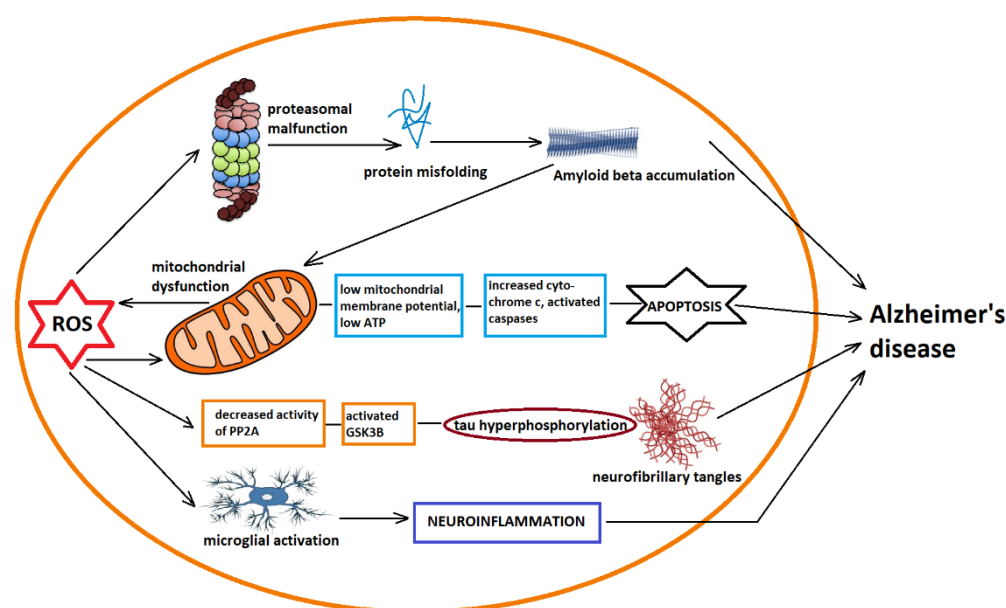 proteasomal
malfunction
protein misfolding
Amyloid beta accumulation
mitochondrial
dysfunction
ROS
low mitochondrial
membrane potential,
low ATP
increased cyto-
chrome c, activated
caspases
APOPTOSIS
Alzheimer's
disease
decreased activity
of PP2A
activated
GSK3B
tau hyperphosphorylation
neurofibrillary tangles
microglial activation
NEUROINFLAMMATION